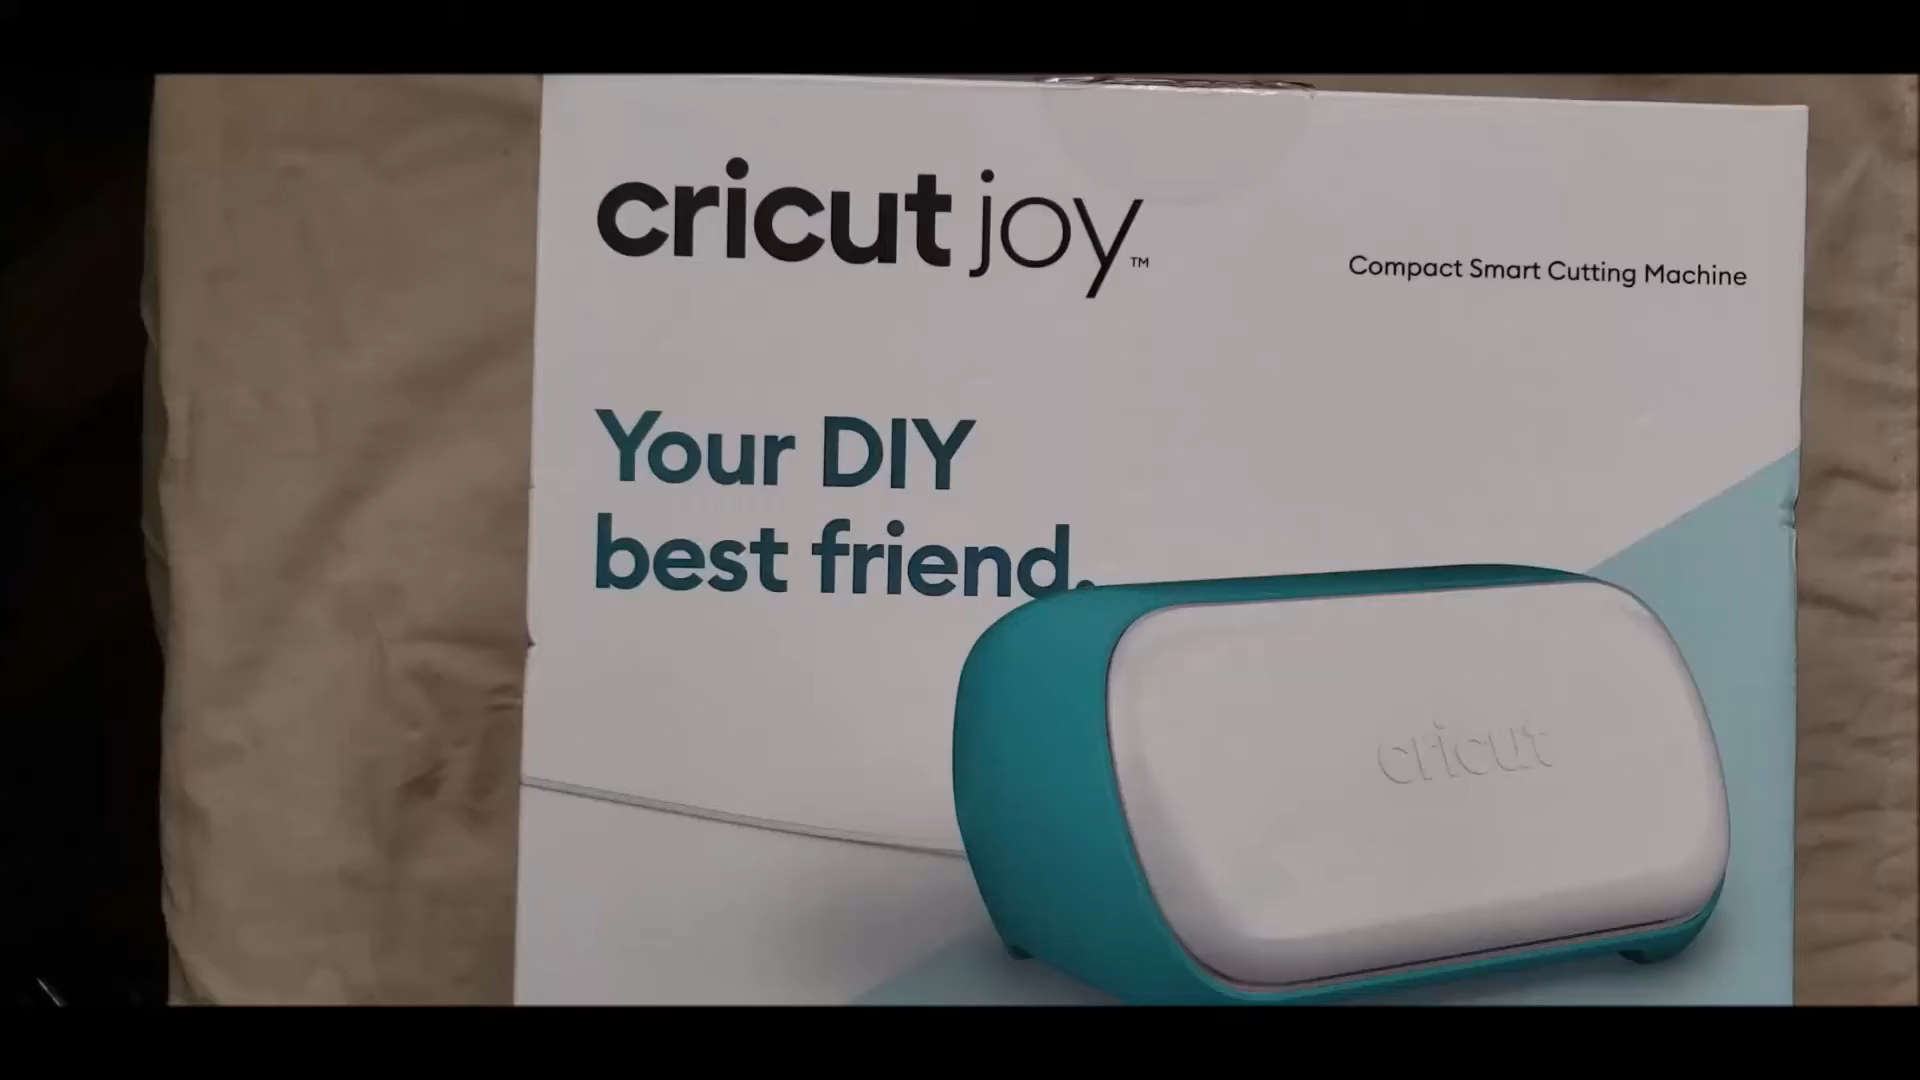 cricut joy™
Compact Smart Cutting Machine
Your DIY
best friend.
cricut